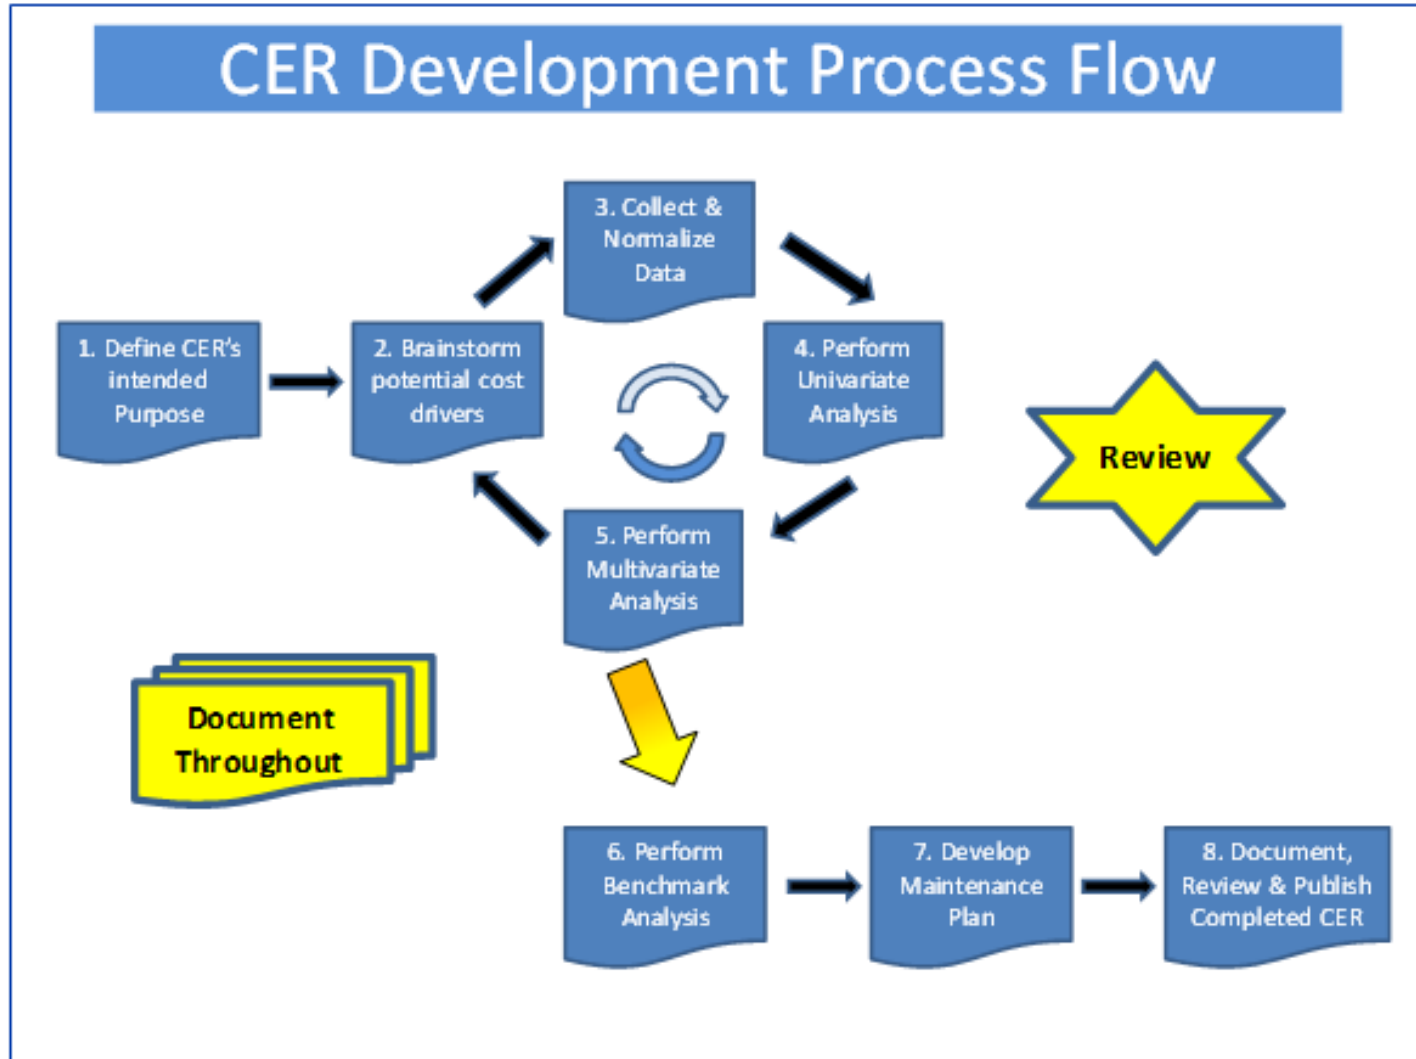 CER Development Process Flow
3. Collect &
Normalize
Data
1. Define CER's
intended
Purpose
2. Brainstorm
potential cost
drivers
4. Perform
Univariate
Analysis
Review
5. Perform
Multivariate
Analysis
Document
Throughout
6. Perform
Benchmark
Analysis
7. Develop
Maintenance
Plan
8. Document,
Review & Publish
Completed CER